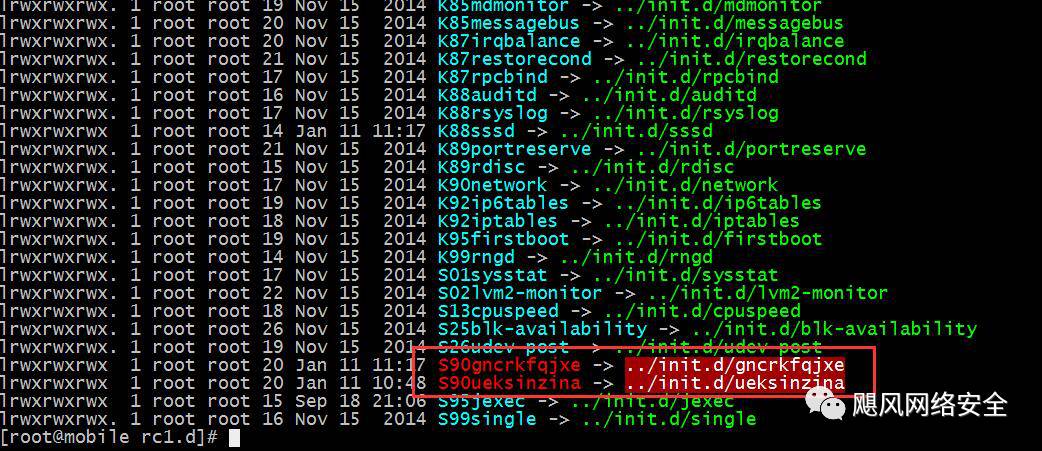 lrwxrwxrwx. 1 root root 19 Nov 15  2014 K85mdmonitor -> ../init.d/mdmonitor
lrwxrwxrwx. 1 root root 20 Nov 15  2014 K85messagebus -> ../init.d/messagebus
lrwxrwxrwx. 1 root root 20 Nov 15  2014 K87irqbalance -> ../init.d/irqbalance
lrwxrwxrwx. 1 root root 21 Nov 15  2014 K87restorecond -> ../init.d/restorecond
lrwxrwxrwx. 1 root root 17 Nov 15  2014 K87rpcbind -> ../init.d/rpcbind
lrwxrwxrwx. 1 root root 16 Nov 15  2014 K88auditd -> ../init.d/auditd
lrwxrwxrwx. 1 root root 17 Nov 15  2014 K88rsyslog -> ../init.d/rsyslog
lrwxrwxrwx  1 root root 14 Jan 11 11:17 K88sssd -> ../init.d/sssd
lrwxrwxrwx. 1 root root 21 Nov 15  2014 K89portreserve -> ../init.d/portreserve
lrwxrwxrwx. 1 root root 15 Nov 15  2014 K89rdisc -> ../init.d/rdisc
lrwxrwxrwx. 1 root root 17 Nov 15  2014 K90network -> ../init.d/network
lrwxrwxrwx. 1 root root 19 Nov 15  2014 K92ip6tables -> ../init.d/ip6tables
lrwxrwxrwx. 1 root root 18 Nov 15  2014 K92iptables -> ../init.d/iptables
lrwxrwxrwx. 1 root root 19 Nov 15  2014 K95firstboot -> ../init.d/firstboot
lrwxrwxrwx. 1 root root 14 Nov 15  2014 K99rngd -> ../init.d/rngd
lrwxrwxrwx. 1 root root 17 Nov 15  2014 S01sysstat -> ../init.d/sysstat
lrwxrwxrwx. 1 root root 22 Nov 15  2014 S02lvm2-monitor -> ../init.d/lvm2-monitor
lrwxrwxrwx. 1 root root 18 Nov 15  2014 S13cpuspeed -> ../init.d/cpuspeed
lrwxrwxrwx. 1 root root 26 Nov 15  2014 S25blk-availability -> ../init.d/blk-availability
lrwxrwxrwx. 1 root root 19 Nov 15  2014 S26udev-post -> ../init.d/udev-post
lrwxrwxrwx  1 root root 20 Jan 11 11:17 S90gncrkfqjxe -> ../init.d/gncrkfqjxe
lrwxrwxrwx  1 root root 20 Jan 11 10:48 S90ueksinzina -> ../init.d/ueksinzina
lrwxrwxrwx  1 root root 15 Sep 18 21:06 S95jexec -> ../init.d/jexec
lrwxrwxrwx. 1 root root 16 Nov 15  2014 S99single -> ../init.d/single
[root@mobile rc1.d]#
飓风网络安全